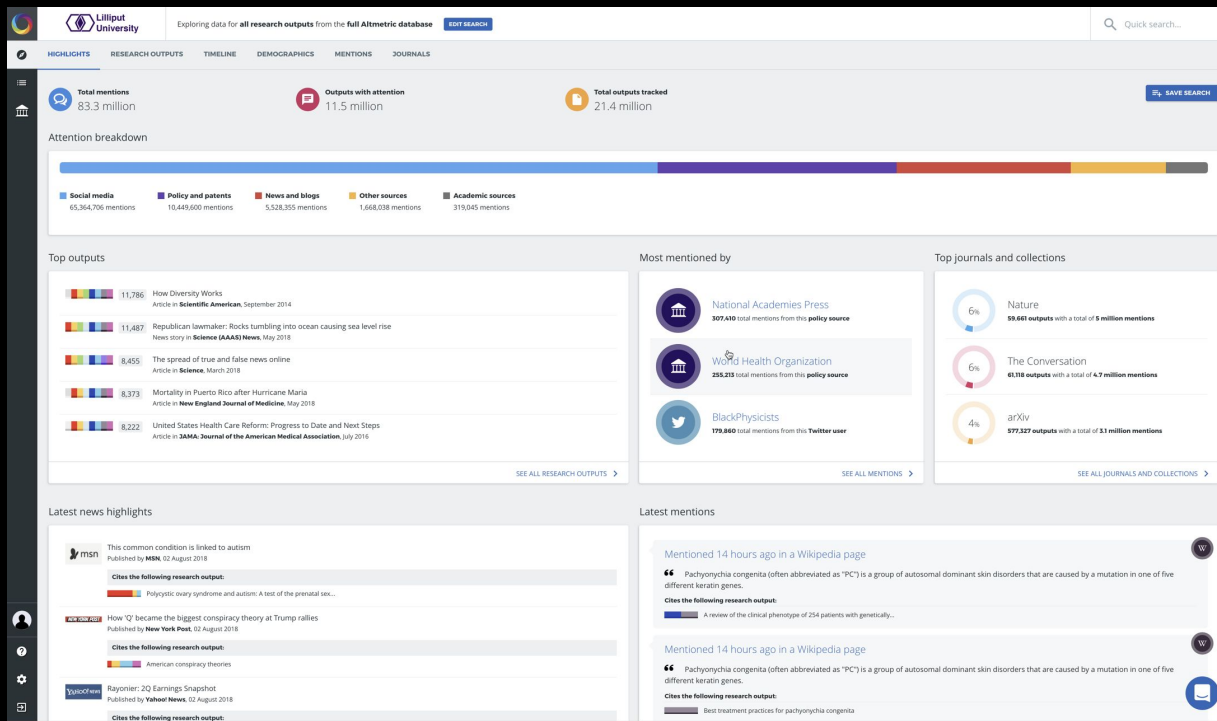 Lilliput
University
Exploring data for all research outputs from the full Altmetric database
EDIT SEARCH
Quick search...
HIGHLIGHTS
RESEARCH OUTPUTS
TIMELINE
DEMOGRAPHICS
MENTIONS
JOURNALS
Total mentions
83.3 million
Outputs with attention
11.5 million
Total outputs tracked
21.4 million
SAVE SEARCH
Attention breakdown
Social media
65,364,706 mentions
Policy and patents
10,449,600 mentions
News and blogs
5,528,355 mentions
Other sources
1,668,038 mentions
Academic sources
319,045 mentions
Top outputs
11,786 How Diversity Works
Article in Scientific American, September 2014
11,487 Republican lawmaker: Rocks tumbling into ocean causing sea level rise
News story in Science (AAAS) News, May 2018
8,455 The spread of true and false news online
Article in Science, March 2018
8,373 Mortality in Puerto Rico after Hurricane Maria
Article in New England Journal of Medicine, May 2018
8,222 United States Health Care Reform: Progress to Date and Next Steps
Article in JAMA: Journal of the American Medical Association, July 2016
SEE ALL RESEARCH OUTPUTS
Most mentioned by
National Academies Press
307,410 total mentions from this policy source
World Health Organization
255,213 total mentions from this policy source
BlackPhysicists
179,860 total mentions from this Twitter user
SEE ALL MENTIONS
Top journals and collections
6%
Nature
59,661 outputs with a total of 5 million mentions
6%
The Conversation
61,118 outputs with a total of 4.7 million mentions
4%
arXiv
577,327 outputs with a total of 3.1 million mentions
SEE ALL JOURNALS AND COLLECTIONS
Latest news highlights
msn
This common condition is linked to autism
Published by MSN, 02 August 2018
Cites the following research output:
Polycystic ovary syndrome and autism: A test of the prenatal sex...
NEW YORK POST
How 'Q' became the biggest conspiracy theory at Trump rallies
Published by New York Post, 02 August 2018
Cites the following research output:
American conspiracy theories
YAHOO! NEWS
Rayonier: 2Q Earnings Snapshot
Published by Yahoo! News, 02 August 2018
Cites the following research output:
Latest mentions
Mentioned 14 hours ago in a Wikipedia page
W
“ Pachyonychia congenita (often abbreviated as "PC") is a group of autosomal dominant skin disorders that are caused by a mutation in one of five
different keratin genes.
Cites the following research output:
A review of the clinical phenotype of 254 patients with genetically...
Mentioned 14 hours ago in a Wikipedia page
W
“ Pachyonychia congenita (often abbreviated as "PC") is a group of autosomal dominant skin disorders that are caused by a mutation in one of five
different keratin genes.
Cites the following research output:
Best treatment practices for pachyonychia congenita